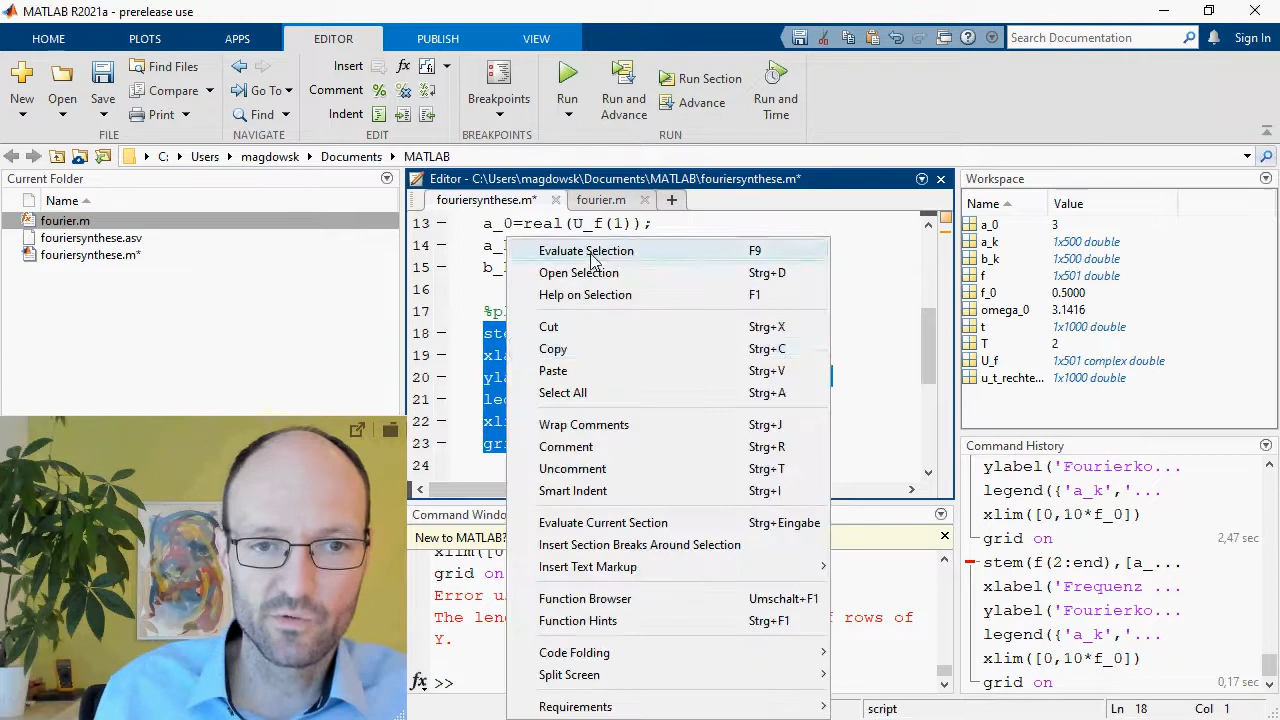 MATLAB R2021a - prerelease use
HOME PLOTS APPS EDITOR PUBLISH VIEW Search Documentation Sign In
New Open Save Find Files Compare Print
Go To Find
Insert fx
Comment
Indent
Breakpoints
Run Run and Advance Run Section Advance Run and Time
FILE NAVIGATE EDIT BREAKPOINTS RUN
C: Users magdowsk Documents MATLAB
Current Folder
Name
fourier.m
fouriersynthese.asv
fouriersynthese.m*
Editor - C:\Users\magdowsk\Documents\MATLAB\fouriersynthese.m*
fouriersynthese.m* fourier.m
13 a_0=real(U_f(1));
14
15
16
17
18
19
20
21
22
23
24
Evaluate Selection F9
Open Selection Strg+D
Help on Selection F1
Cut Strg+X
Copy Strg+C
Paste Strg+V
Select All Strg+A
Wrap Comments Strg+J
Comment Strg+R
Uncomment Strg+T
Smart Indent Strg+I
Evaluate Current Section Strg+Eingabe
Insert Section Breaks Around Selection
Insert Text Markup
Function Browser Umschalt+F1
Function Hints Strg+F1
Code Folding
Split Screen
Requirements
Command Window
New to MATLAB?
grid on
Error
The
of rows of
Y.
fx >>
Workspace
Name Value
a_0 3
a_k 1x500 double
b_k 1x500 double
f 1x501 double
f_0 0.5000
omega_0 3.1416
t 1x1000 double
T 2
U_f 1x501 complex double
u_t_rechte... 1x1000 double
Command History
ylabel('Fourierko...
legend({'a_k','...
xlim([0,10*f_0])
grid on 2,47 sec
stem(f(2:end),[a_...
xlabel('Frequenz ...
ylabel('Fourierko...
legend({'a_k','...
xlim([0,10*f_0])
grid on 0,17 sec
script Ln 18 Col 1